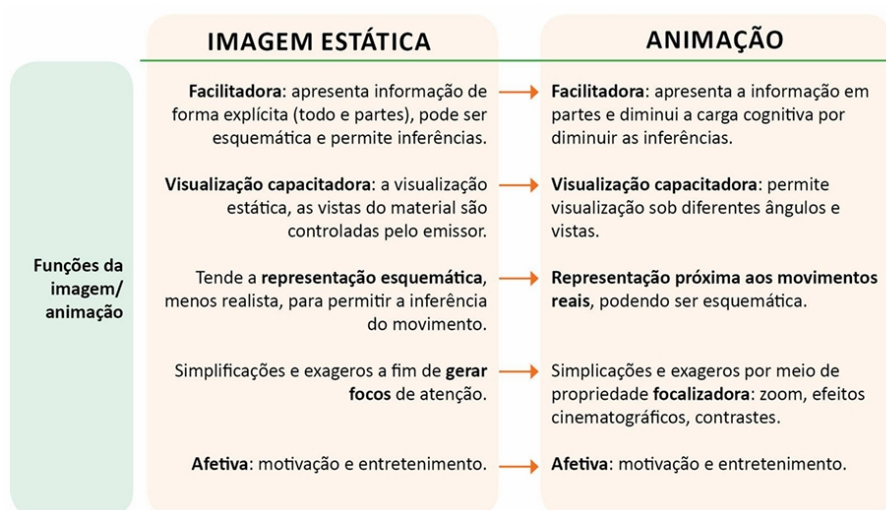 IMAGEM ESTÁTICA
ANIMAÇÃO
Funções da
imagem/
animação
Facilitadora: apresenta informação de
forma explícita (todo e partes), pode ser
esquemática e permite inferências.
Facilitadora: apresenta a informação em
partes e diminui a carga cognitiva por
diminuir as inferências.
Visualização capacitadora: a visualização
estática, as vistas do material são
controladas pelo emissor.
Visualização capacitadora: permite
visualização sob diferentes ângulos e
vistas.
Tende a representação esquemática,
menos realista, para permitir a inferência
do movimento.
Representação próxima aos movimentos
reais, podendo ser esquemática.
Simplificações e exageros a fim de gerar
focos de atenção.
Simplicações e exageros por meio de
propriedade focalizadora: zoom, efeitos
cinematográficos, contrastes.
Afetiva: motivação e entretenimento.
Afetiva: motivação e entretenimento.